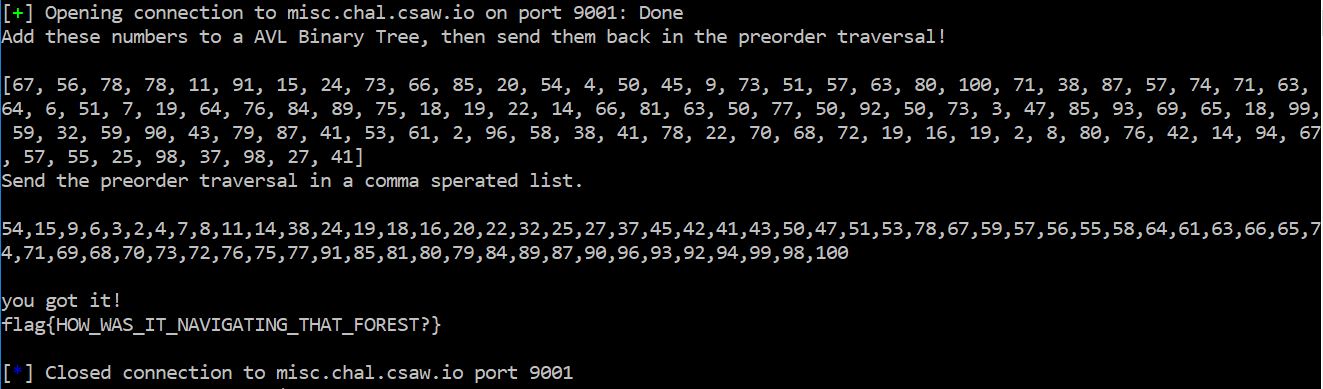 [+] Opening connection to misc.chal.csaw.io on port 9001: Done
Add these numbers to a AVL Binary Tree, then send them back in the preorder traversal!
[67, 56, 78, 78, 11, 91, 15, 24, 73, 66, 85, 20, 54, 4, 50, 45, 9, 73, 51, 57, 63, 80, 100, 71, 38, 87, 57, 74, 71, 63,
64, 6, 51, 7, 19, 64, 76, 84, 89, 75, 18, 19, 22, 14, 66, 81, 63, 50, 77, 50, 92, 50, 73, 3, 47, 85, 93, 69, 65, 18, 99,
59, 32, 59, 90, 43, 79, 87, 41, 53, 61, 2, 96, 58, 38, 41, 78, 22, 70, 68, 72, 19, 16, 19, 2, 8, 80, 76, 42, 14, 94, 67
, 57, 55, 25, 98, 37, 98, 27, 41]
Send the preorder traversal in a comma sperated list.
54,15,9,6,3,2,4,7,8,11,14,38,24,19,18,16,20,22,32,25,27,37,45,42,41,43,50,47,51,53,78,67,59,57,56,55,58,64,61,63,66,65,7
4,71,69,68,70,73,72,76,75,77,91,85,81,80,79,84,89,87,90,96,93,92,94,99,98,100
you got it!
flag{HOW_WAS_IT_NAVIGATING_THAT_FOREST?}
[*] Closed connection to misc.chal.csaw.io port 9001